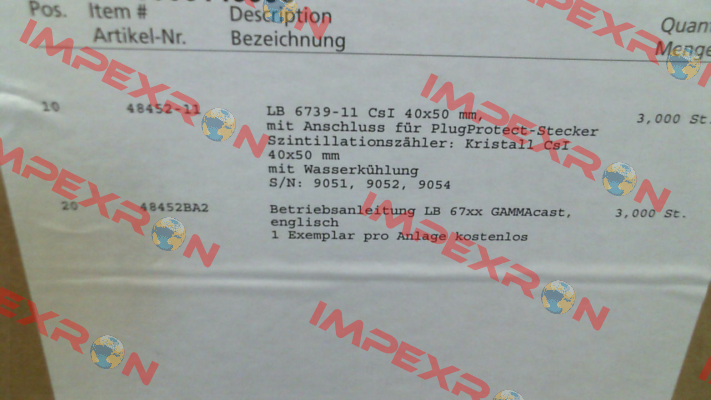 Pos. Item # Description
Artikel-Nr. Bezeichnung Menge
10 48452-11 LB 6739-11 CsI 40x50 mm, 3,000 St.
mit Anschluss für PlugProtect-Stecker
Szintillationszähler: Kristall CsI
40x50 mm
mit Wasserkühlung
S/N: 9051, 9052, 9054
20 48452BA2 Betriebsanleitung LB 67xx GAMMAcast, 3,000 St.
englisch
1 Exemplar pro Anlage kostenlos
IMPEXRON
IMPEXRON
IMPEXRON
IMPEXRON
IMPEXRON
IMPEXRON
IMPEXRON